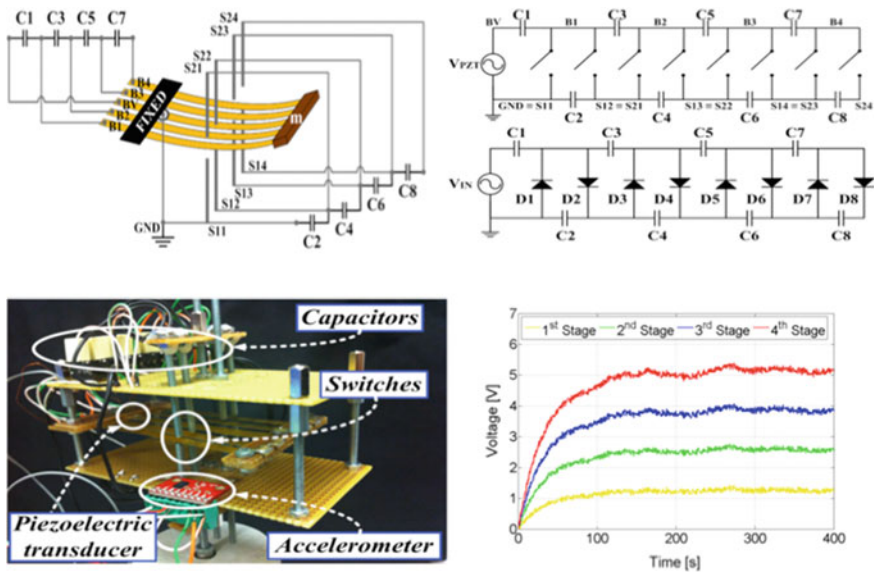 C1 C3 C5 C7
S24
S23
S22
S21
B4
B3
BV
B2
B1
FIXED
m
S14
S13
S12
S11
GND
C8
C6
C4
C2
BV C1 B1 C3 B2 C5 B3 C7 B4
VPZT
GND = S11 S12 = S21 S13 = S22 S14 = S23 S24
C2 C4 C6 C8
C1 C3 C5 C7
VIN
D1 D2 D3 D4 D5 D6 D7 D8
C2 C4 C6 C8
Capacitors
Switches
Piezoelectric
transducer
Accelerometer
1st Stage 2nd Stage 3rd Stage 4th Stage
Voltage [V]
7
6
5
4
3
2
1
0
0 100 200 300 400
Time [s]